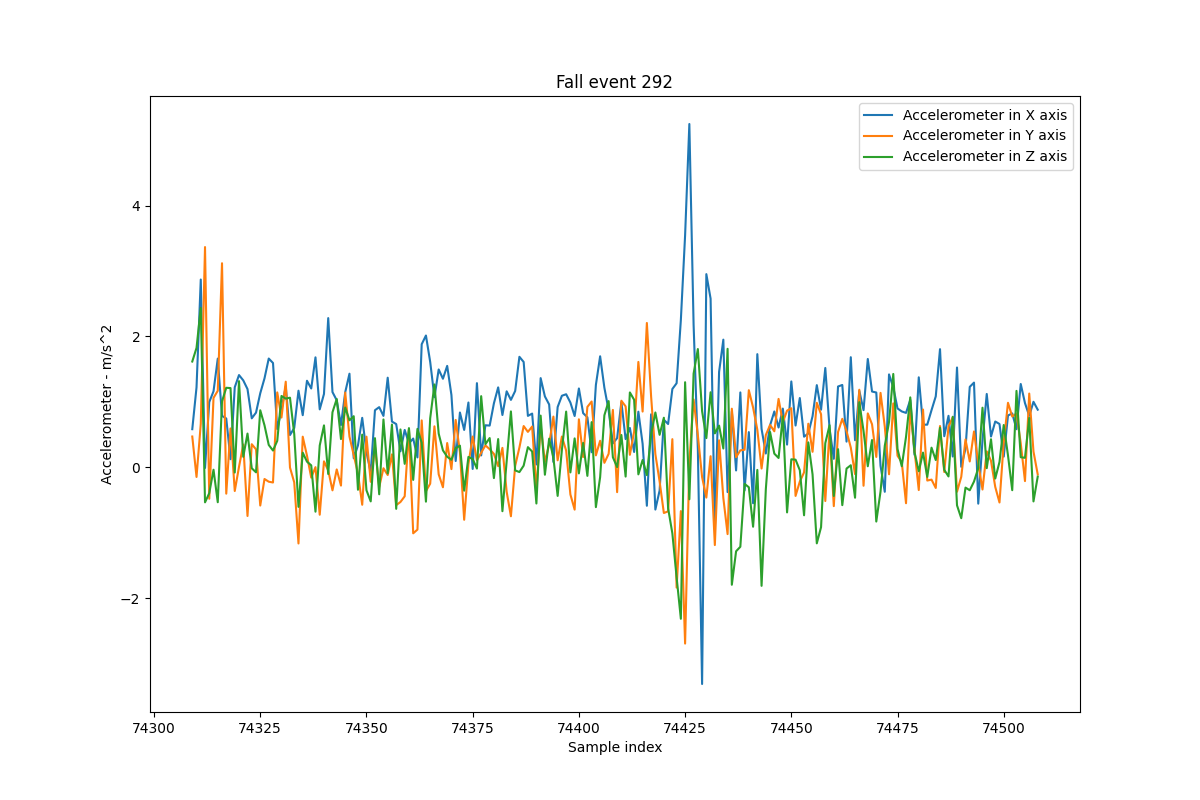 Fall event 292
Accelerometer in X axis
Accelerometer in Y axis
Accelerometer in Z axis
Accelerometer - m/s^2
4
2
0
−2
74300 74325 74350 74375 74400 74425 74450 74475 74500
Sample index